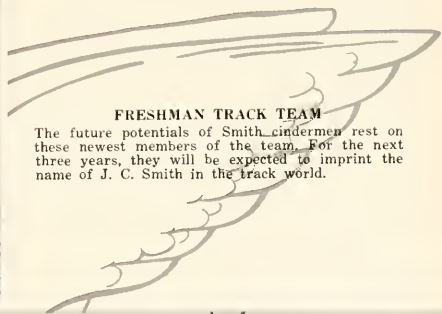 FRESHMAN TRACK TEAM
The future potentials of Smith cindermen rest on
these newest members of the team. For the next
three years, they will be expected to imprint the
name of J. C. Smith in the track world.